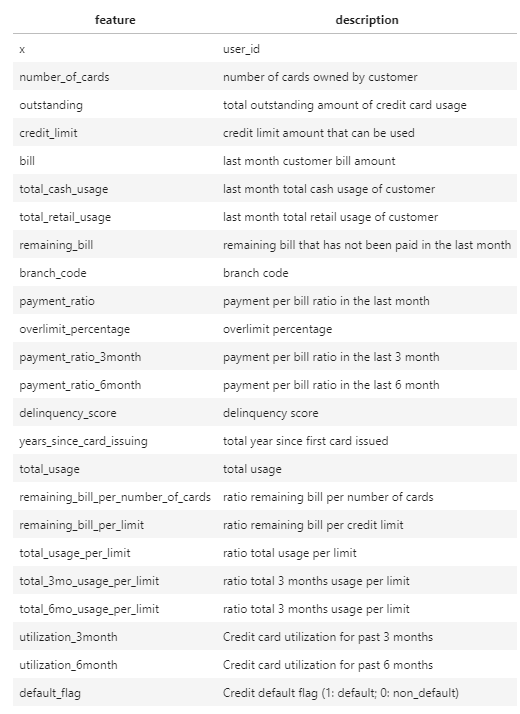 feature description
x user_id
number_of_cards number of cards owned by customer
outstanding total outstanding amount of credit card usage
credit_limit credit limit amount that can be used
bill last month customer bill amount
total_cash_usage last month total cash usage of customer
total_retail_usage last month total retail usage of customer
remaining_bill remaining bill that has not been paid in the last month
branch_code branch code
payment_ratio payment per bill ratio in the last month
overlimit_percentage overlimit percentage
payment_ratio_3month payment per bill ratio in the last 3 month
payment_ratio_6month payment per bill ratio in the last 6 month
delinquency_score delinquency score
years_since_card_issuing total year since first card issued
total_usage total usage
remaining_bill_per_number_of_cards ratio remaining bill per number of cards
remaining_bill_per_limit ratio remaining bill per credit limit
total_usage_per_limit ratio total usage per limit
total_3mo_usage_per_limit ratio total 3 months usage per limit
total_6mo_usage_per_limit ratio total 3 months usage per limit
utilization_3month Credit card utilization for past 3 months
utilization_6month Credit card utilization for past 6 months
default_flag Credit default flag (1: default; 0: non_default)